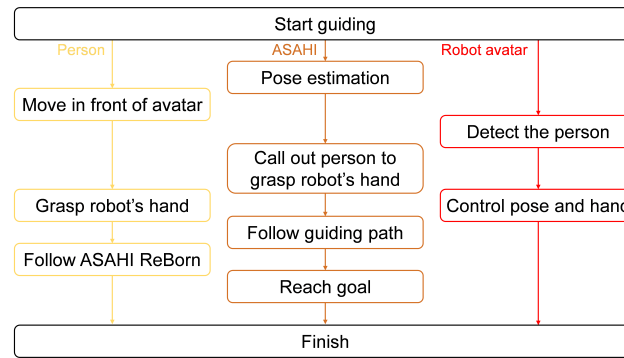 Start guiding
Person
ASAHI
Robot avatar
Pose estimation
Move in front of avatar
Detect the person
Call out person to
grasp robot's hand
Grasp robot's hand
Control pose and hand
Follow guiding path
Follow ASAHI ReBorn
Reach goal
Finish